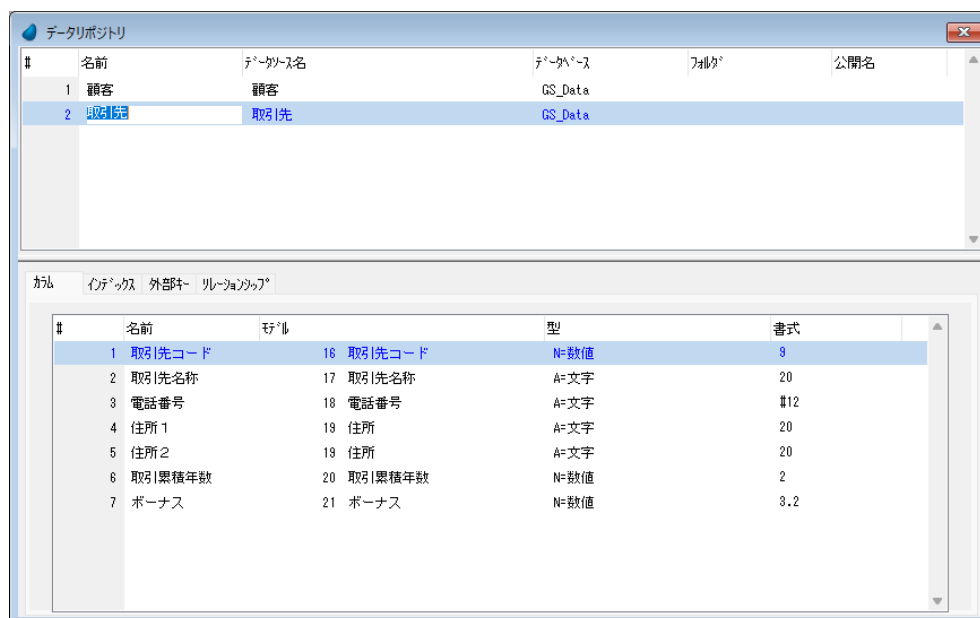 データリポジトリ
# 名前 ﾃﾞｰﾀｿｰｽ名 ﾃﾞｰﾀﾍﾞｰｽ ﾌｫﾙﾀﾞ 公開名
1 顧客 顧客 GS_Data
2 取引先 取引先 GS_Data
ｶﾗﾑ ｲﾝﾃﾞｯｸｽ 外部ｷｰ ﾘﾚｰｼｮﾝｼｯﾌﾟ
# 名前 ﾓﾃﾞﾙ 型 書式
1 取引先コード 16 取引先コード N=数値 9
2 取引先名称 17 取引先名称 A=文字 20
3 電話番号 18 電話番号 A=文字 #12
4 住所１ 19 住所 A=文字 20
5 住所２ 19 住所 A=文字 20
6 取引累積年数 20 取引累積年数 N=数値 2
7 ボーナス 21 ボーナス N=数値 3.2